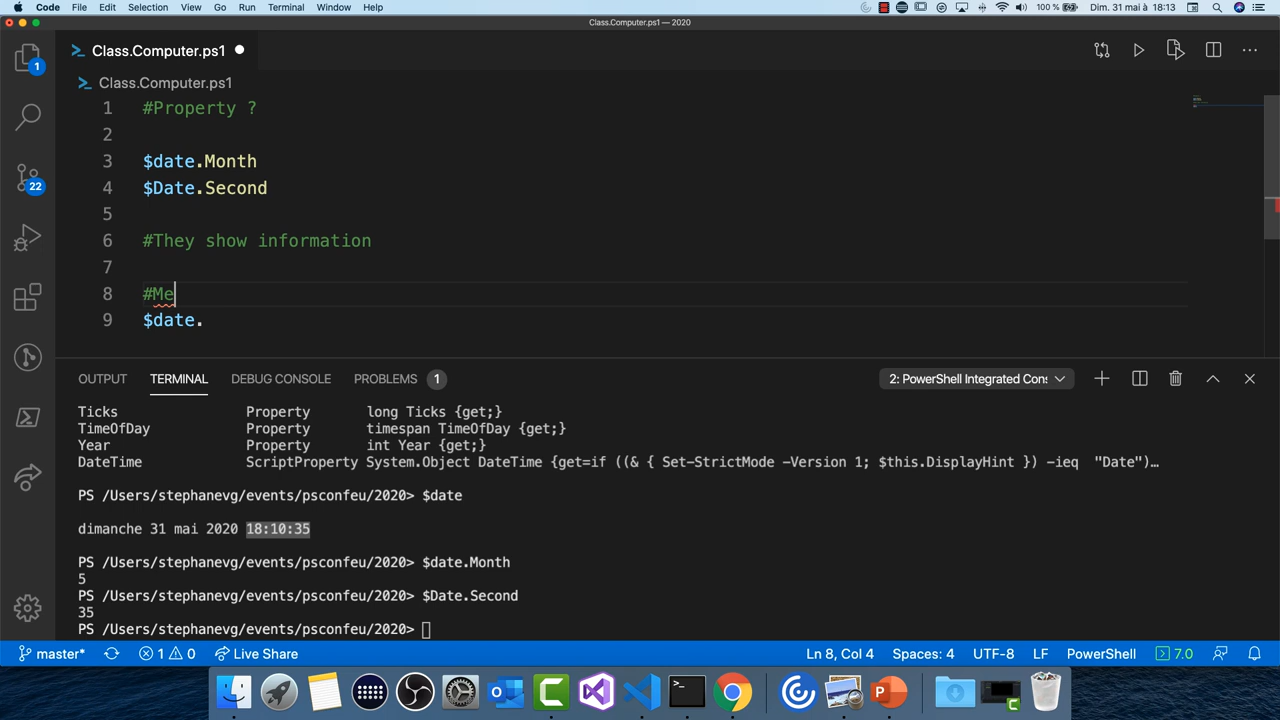 Code File Edit Selection View Go Run Terminal Window Help 100 % Dim. 31 mai à 18:13
Class.Computer.ps1 — 2020
Class.Computer.ps1
Class.Computer.ps1
1 #Property ?
2
3 $date.Month
4 $Date.Second
5
6 #They show information
7
8 #Me
9 $date.
1
22
OUTPUT TERMINAL DEBUG CONSOLE PROBLEMS 1 2: PowerShell Integrated Cons
Ticks Property long Ticks {get;}
TimeOfDay Property timespan TimeOfDay {get;}
Year Property int Year {get;}
DateTime ScriptProperty System.Object DateTime {get=if ((& { Set-StrictMode -Version 1; $this.DisplayHint }) -ieq "Date")…
PS /Users/stephanevg/events/psconfeu/2020> $date
dimanche 31 mai 2020 18:10:35
PS /Users/stephanevg/events/psconfeu/2020> $date.Month
5
PS /Users/stephanevg/events/psconfeu/2020> $Date.Second
35
PS /Users/stephanevg/events/psconfeu/2020>
master* 1 0 Live Share Ln 8, Col 4 Spaces: 4 UTF-8 LF PowerShell 7.0